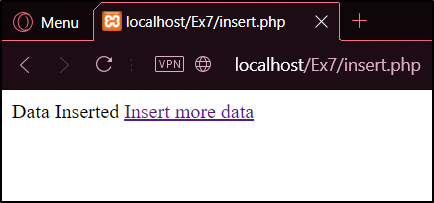 Menu localhost/Ex7/insert.php
VPN localhost/Ex7/insert.php
Data Inserted Insert more data